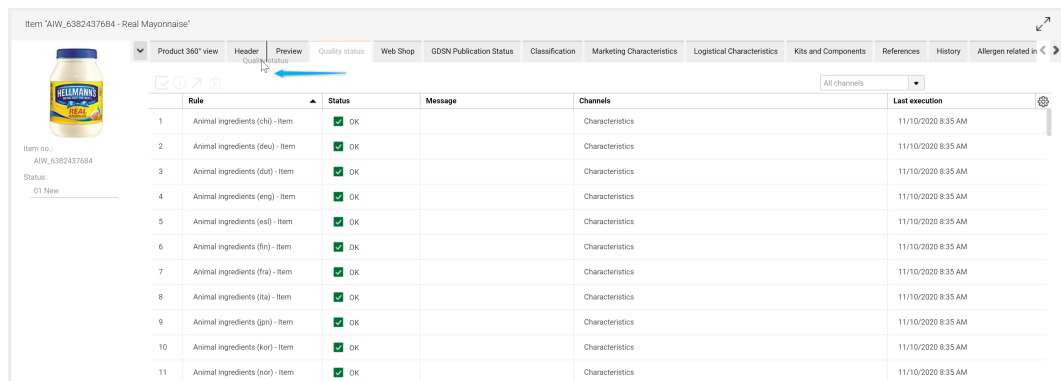 Item "AIW_6382437684 - Real Mayonnaise"
Product 360° view Header Preview Quality status Web Shop GDSN Publication Status Classification Marketing Characteristics Logistical Characteristics Kits and Components References History Allergen related in
Quality status
All channels
HELLMANN'S
REAL
Item no.:
AIW_6382437684
Status:
01 New
Rule Status Message Channels Last execution
1 Animal ingredients (chi) - Item OK Characteristics 11/10/2020 8:35 AM
2 Animal ingredients (deu) - Item OK Characteristics 11/10/2020 8:35 AM
3 Animal ingredients (dut) - Item OK Characteristics 11/10/2020 8:35 AM
4 Animal ingredients (eng) - Item OK Characteristics 11/10/2020 8:35 AM
5 Animal ingredients (esl) - Item OK Characteristics 11/10/2020 8:35 AM
6 Animal ingredients (fin) - Item OK Characteristics 11/10/2020 8:35 AM
7 Animal ingredients (fra) - Item OK Characteristics 11/10/2020 8:35 AM
8 Animal ingredients (ita) - Item OK Characteristics 11/10/2020 8:35 AM
9 Animal ingredients (jpn) - Item OK Characteristics 11/10/2020 8:35 AM
10 Animal ingredients (kor) - Item OK Characteristics 11/10/2020 8:35 AM
11 Animal ingredients (nor) - Item OK Characteristics 11/10/2020 8:35 AM